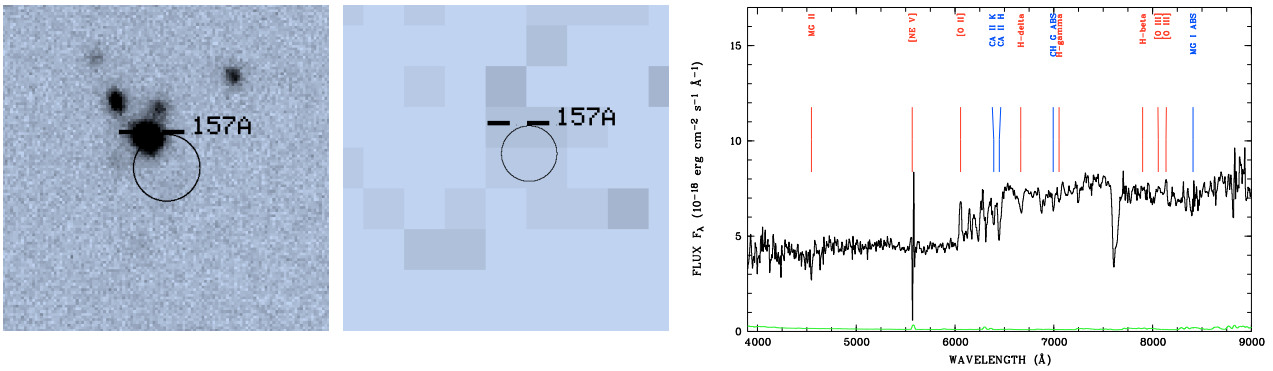 157A
157A
MG II
[NE V]
[O II]
CA II K
CA II H
H-delta
CH G ABS
H-gamma
H-beta
[O III]
[O III]
MG I ABS
FLUX Fλ (10⁻¹⁸ erg cm⁻² s⁻¹ Å⁻¹)
15
10
5
0
4000 5000 6000 7000 8000 9000
WAVELENGTH (Å)